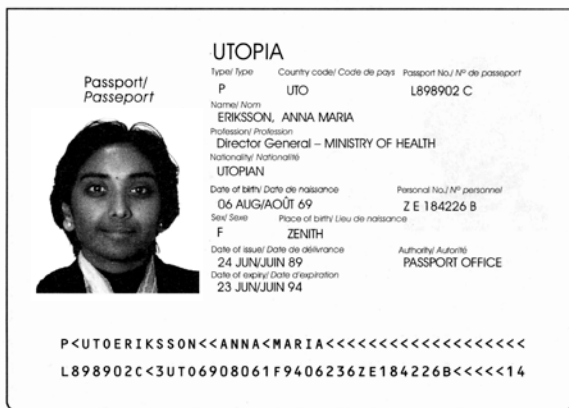 UTOPIA
Passport/
Passeport
Type/ Type Country code/ Code de pays Passport No./ Nº de passeport
P UTO L898902 C
Name/ Nom
ERIKSSON, ANNA MARIA
Profession/ Profession
Director General – MINISTRY OF HEALTH
Nationality/ Nationalité
UTOPIAN
Date of birth/ Date de naissance Personal No./ Nº personnel
06 AUG/AOÛT 69 Z E 184226 B
Sex/ Sexe Place of birth/ Lieu de naissance
F ZENITH
Date of issue/ Date de délivrance Authority/ Autorité
24 JUN/JUIN 89 PASSPORT OFFICE
Date of expiry/ Date d'expiration
23 JUN/JUIN 94
P<UTOERIKSSON<<ANNA<MARIA<<<<<<<<<<<<<<<<<<<
L898902C<3UTO6908061F9406236ZE184226B<<<<<14